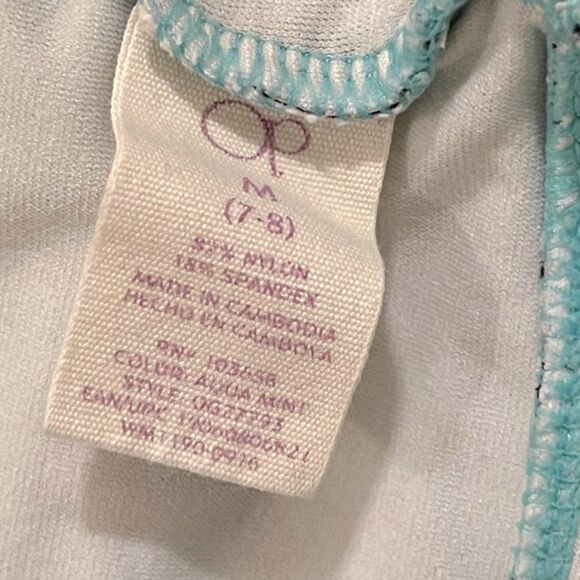 Op
M
(7-8)
NYLON
18% SPANDEX
MADE IN CAMBODIA
HECHO EN CAMBOYA
RN# 103658
COLOR: AQUA MINT
STYLE:
EAN/UPC